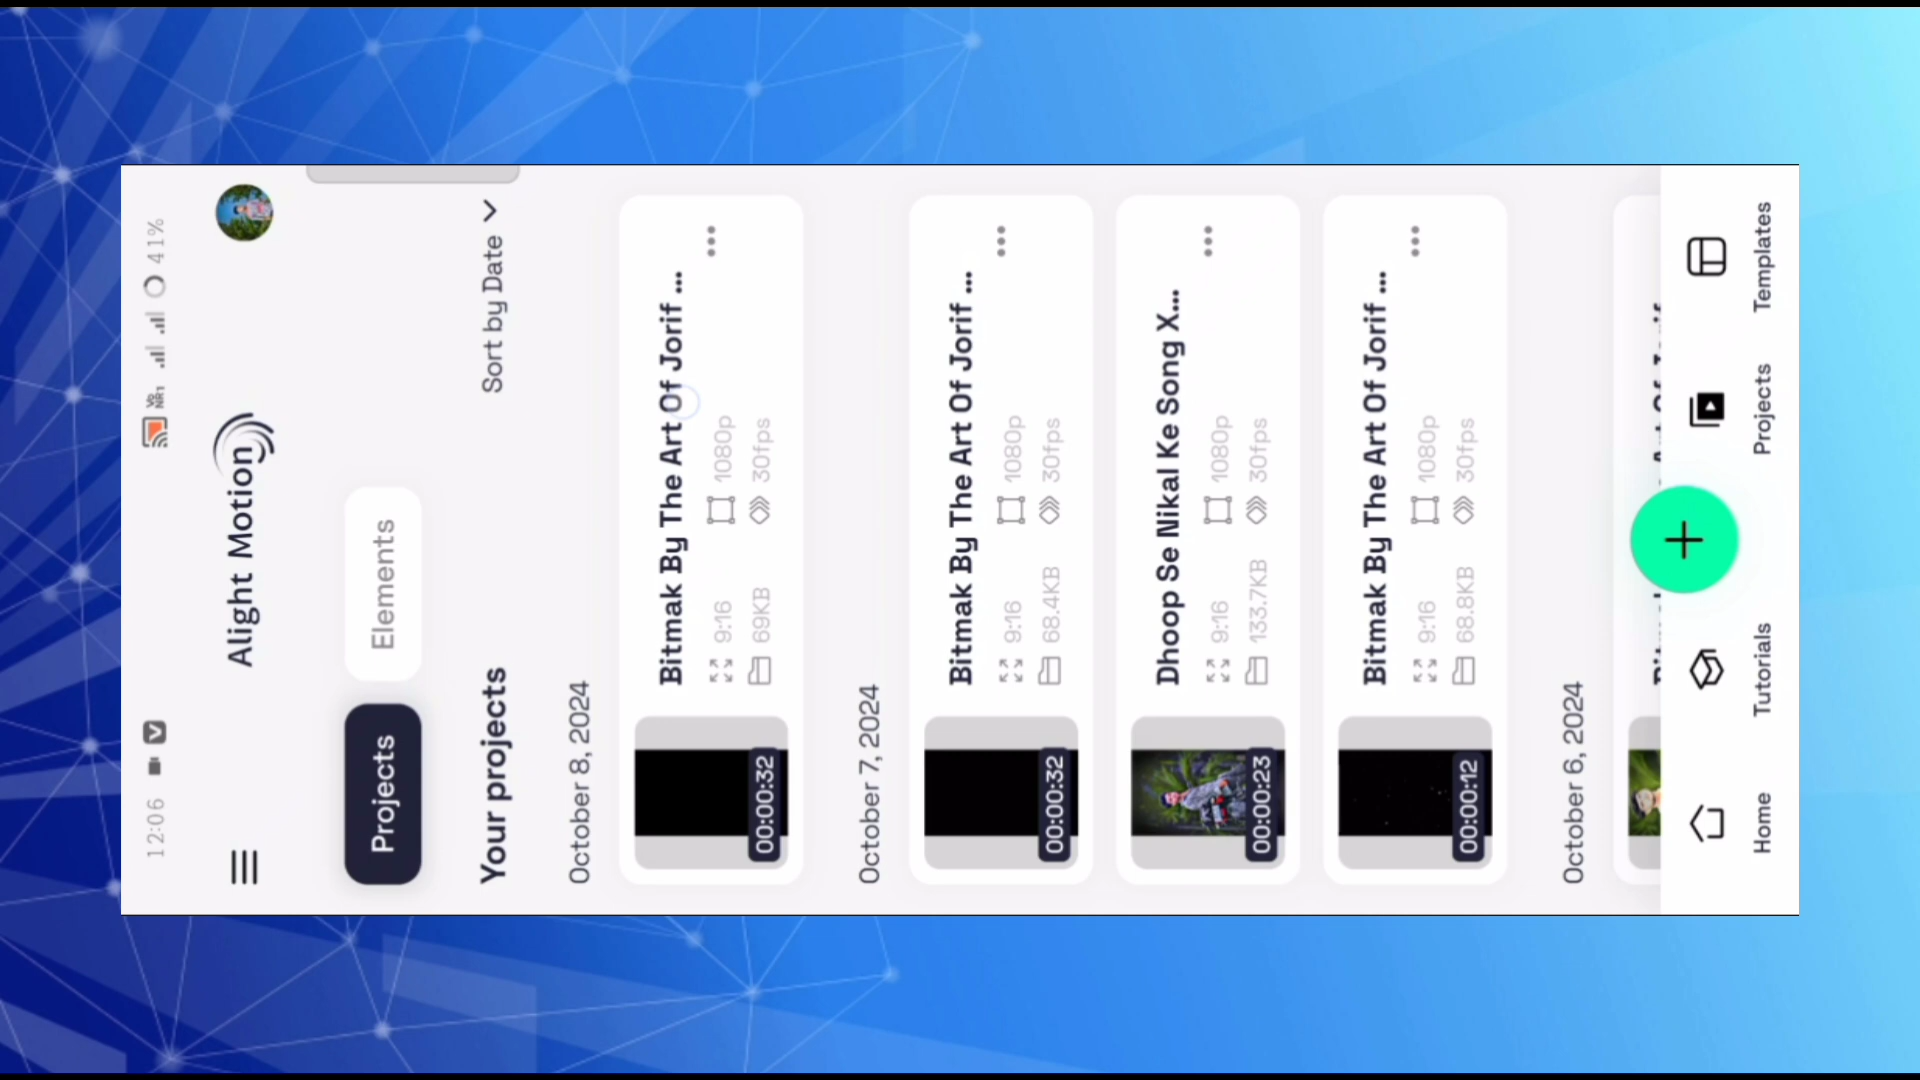 12:06
VoNR1
41%
Alight Motion
Projects
Elements
Your projects
Sort by Date
October 8, 2024
Bitmak By The Art Of Jorif ...
9:16
1080p
69KB
30fps
00:00:32
October 7, 2024
Bitmak By The Art Of Jorif ...
9:16
1080p
68.4KB
30fps
00:00:32
Dhoop Se Nikal Ke Song X...
9:16
1080p
133.7KB
30fps
00:00:23
Bitmak By The Art Of Jorif ...
9:16
1080p
68.8KB
30fps
00:00:12
October 6, 2024
Home
Tutorials
Projects
Templates